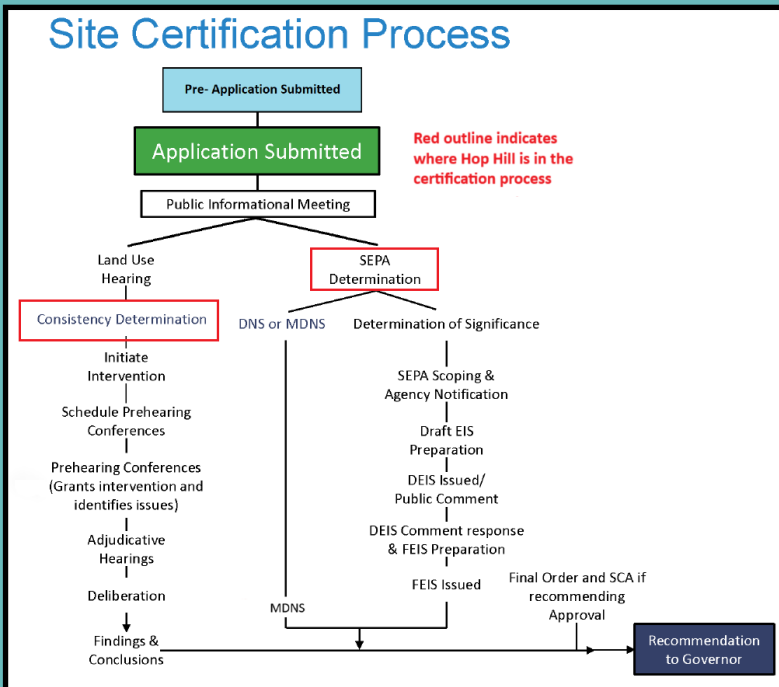 Site Certification Process
Pre- Application Submitted
Application Submitted
Red outline indicates
where Hop Hill is in the
certification process
Public Informational Meeting
Land Use
Hearing
SEPA
Determination
Consistency Determination
DNS or MDNS
Determination of Significance
Initiate
Intervention
SEPA Scoping &
Agency Notification
Schedule Prehearing
Conferences
Draft EIS
Preparation
Prehearing Conferences
(Grants intervention and
identifies issues)
DEIS Issued/
Public Comment
Adjudicative
Hearings
DEIS Comment response
& FEIS Preparation
Deliberation
FEIS Issued
Final Order and SCA if
recommending
Approval
MDNS
Findings &
Conclusions
Recommendation
to Governor